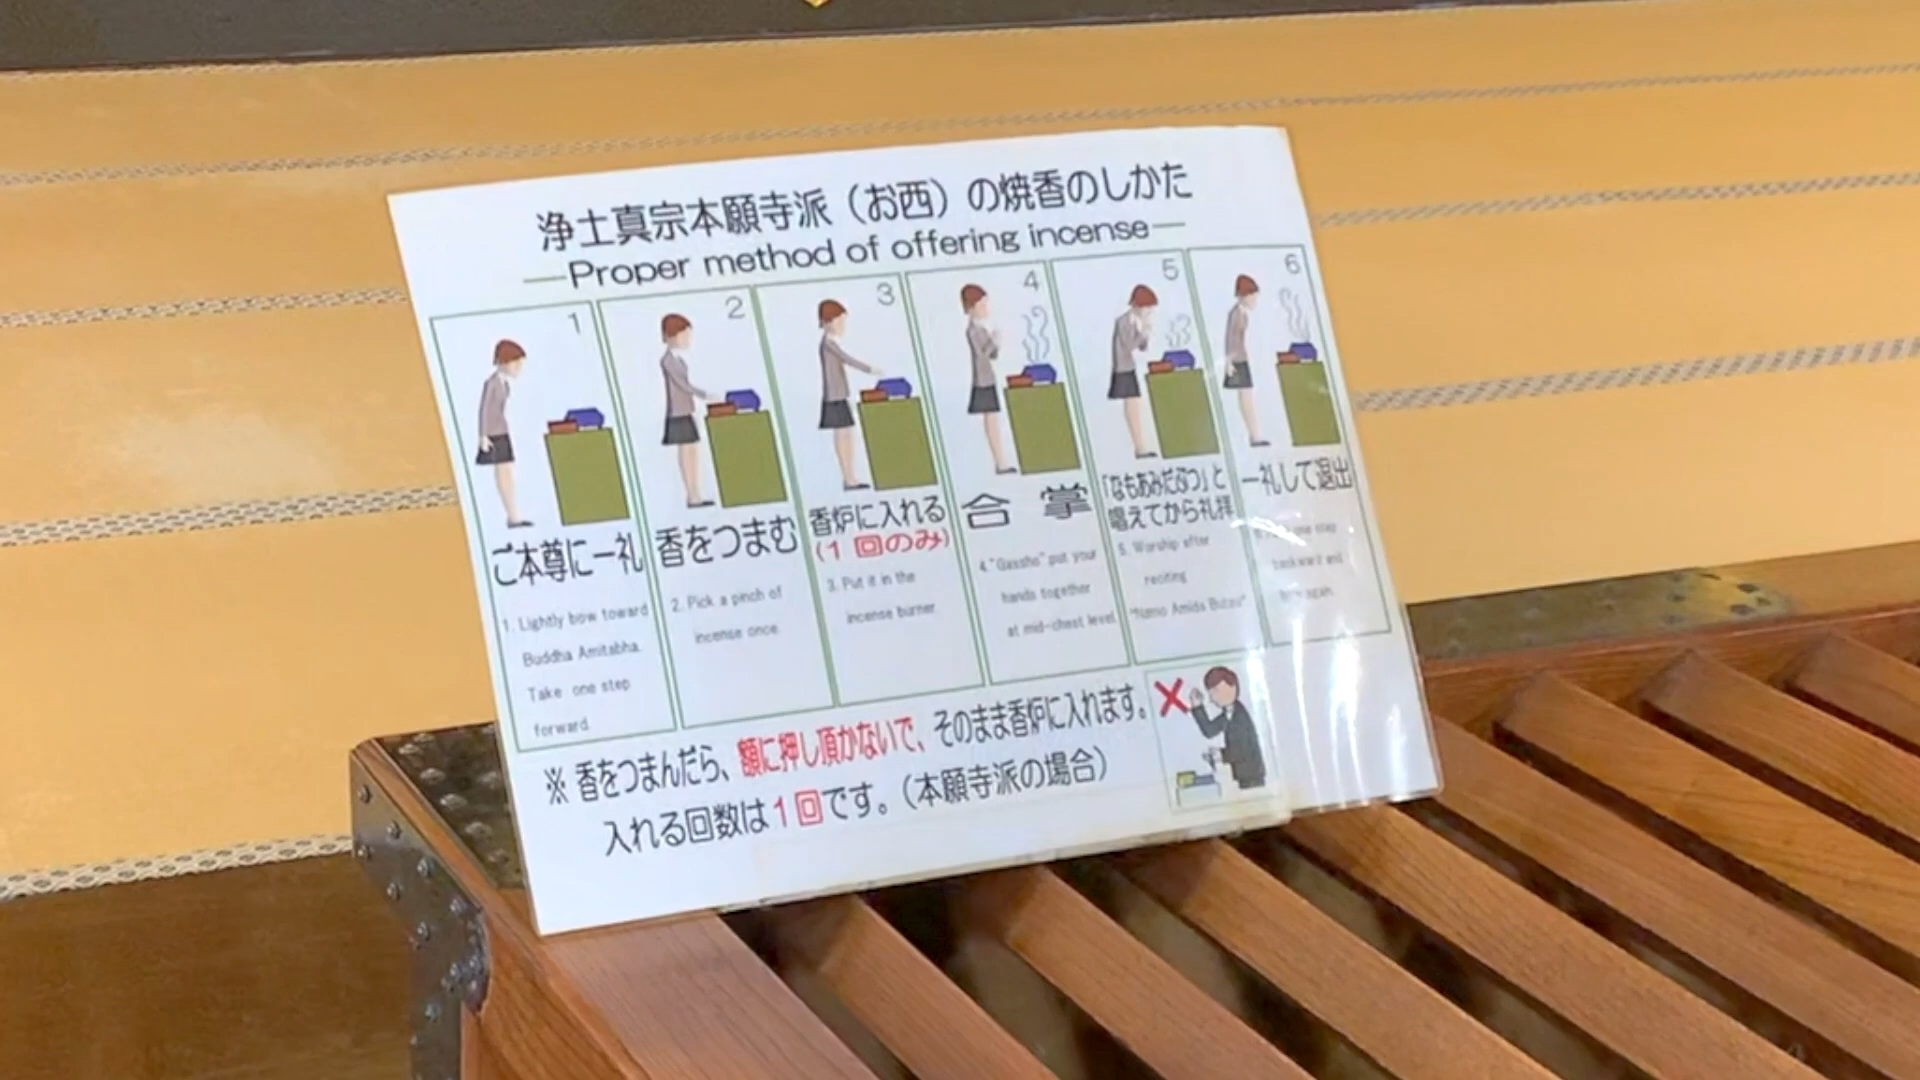 浄土真宗本願寺派（お西）の焼香のしかた
—Proper method of offering incense—
1
ご本尊に一礼
1. Lightly bow toward
Buddha Amitabha.
Take one step
forward.
2
香をつまむ
2. Pick a pinch of
incense once.
3
香炉に入れる
(1回のみ)
3. Put it in the
incense burner.
4
合 掌
4. "Gassho" put your
hands together
at mid-chest level.
5
「なもあみだぶつ」と
唱えてから礼拝
5. Worship after
reciting
"Namo Amida Butsu"
6
一礼して退出
one step
backward and
again.
※ 香をつまんだら、額に押し頂かないで、そのまま香炉に入れます。
入れる回数は1回です。（本願寺派の場合）